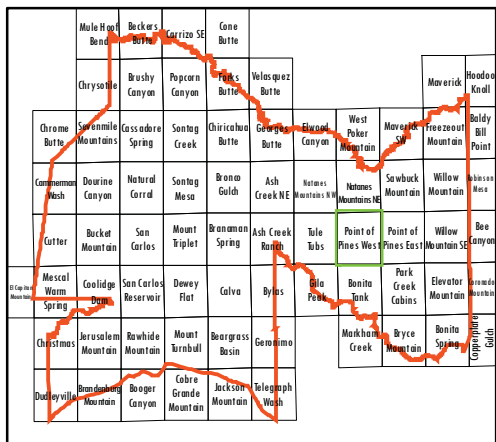 Mule Hoof
Bend
Beckers
Butte
Carrizo SE
Cone
Butte
Chrysotile
Brushy
Canyon
Popcorn
Canyon
Forks
Butte
Velasquez
Butte
Maverick
Hoodoo
Knoll
Chrome
Butte
Sevenmile
Mountains
Cassadore
Spring
Sontag
Creek
Chiricahua
Butte
Georges
Butte
Elwood
Canyon
West
Poker
Mountain
Maverick
SW
Freezeout
Mountain
Baldy
Bill
Point
Cammerman
Wash
Dourine
Canyon
Natural
Corral
Sontag
Mesa
Bronco
Gulch
Ash
Creek NE
Natanes
Mountains NW
Natanes
Mountains NE
Sawbuck
Mountain
Willow
Mountain
Robinson
Mesa
Cutter
Bucket
Mountain
San
Carlos
Mount
Triplet
Branaman
Spring
Ash Creek
Ranch
Tule
Tubs
Point of
Pines West
Point of
Pines East
Willow
Mountain SE
Bee
Canyon
El Capitan
Mountain
Mescal
Warm
Spring
Coolidge
Dam
San Carlos
Reservoir
Dewey
Flat
Calva
Bylas
Gila
Peak
Bonita
Tank
Park
Creek
Cabins
Elevator
Mountain
Coronado
Mountain
Christmas
Jerusalem
Mountain
Rawhide
Mountain
Mount
Turnbull
Beargrass
Basin
Geronimo
Markham
Creek
Bryce
Mountain
Bonita
Spring
Copperplate
Gulch
Dudleyville
Brandenburg
Mountain
Booger
Canyon
Cobre
Grande
Mountain
Jackson
Mountain
Telegraph
Wash